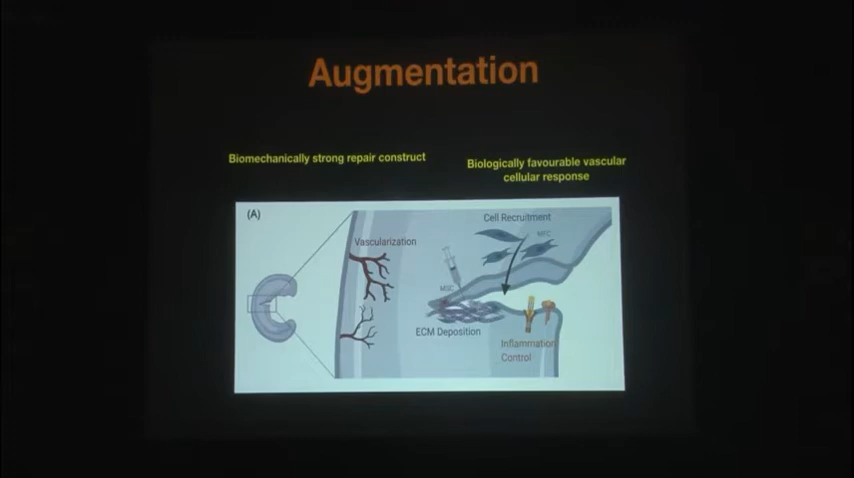 Augmentation
Biomechanically strong repair construct
Biologically favourable vascular
cellular response
(A)
Cell Recruitment
MFC
Vascularization
MSC
ECM Deposition
Inflammation
Control